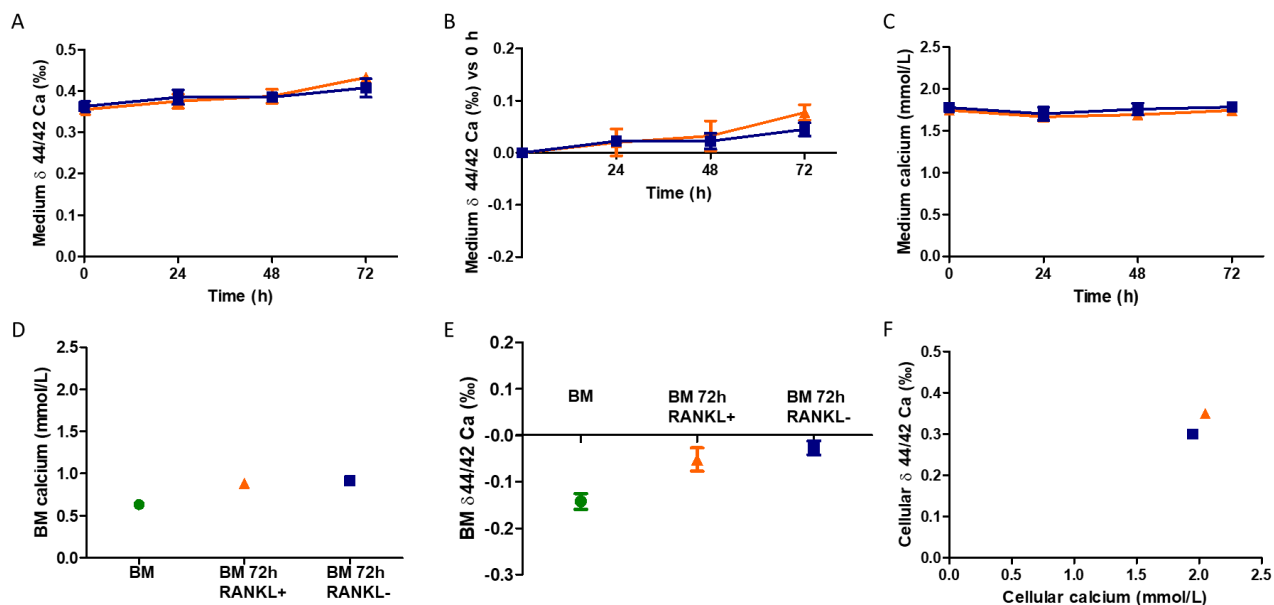 A
Medium δ 44/42 Ca (‰)
0.5
0.4
0.3
0.2
0.1
0.0
0
24
48
72
Time (h)
B
Medium δ 44/42 Ca (‰) vs 0 h
0.2
0.1
0.0
-0.1
-0.2
24
48
72
Time (h)
C
Medium calcium (mmol/L)
2.5
2.0
1.5
1.0
0.5
0.0
0
24
48
72
Time (h)
D
BM calcium (mmol/L)
2.5
2.0
1.5
1.0
0.5
0.0
BM
BM 72h
RANKL+
BM 72h
RANKL-
E
BM δ44/42 Ca (‰)
0.2
0.1
-0.0
-0.1
-0.2
-0.3
BM
BM 72h
RANKL+
BM 72h
RANKL-
F
Cellular δ 44/42 Ca (‰)
0.5
0.4
0.3
0.2
0.1
0.0
0.0
0.5
1.0
1.5
2.0
2.5
Cellular calcium (mmol/L)